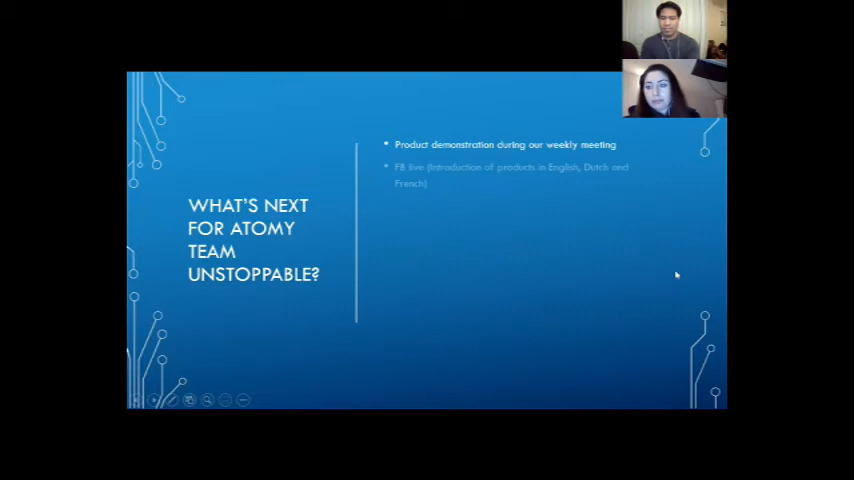 WHAT'S NEXT
FOR ATOMY
TEAM
UNSTOPPABLE?
• Product demonstration during our weekly meeting
• FB live (Introduction of products in English, Dutch and
French)